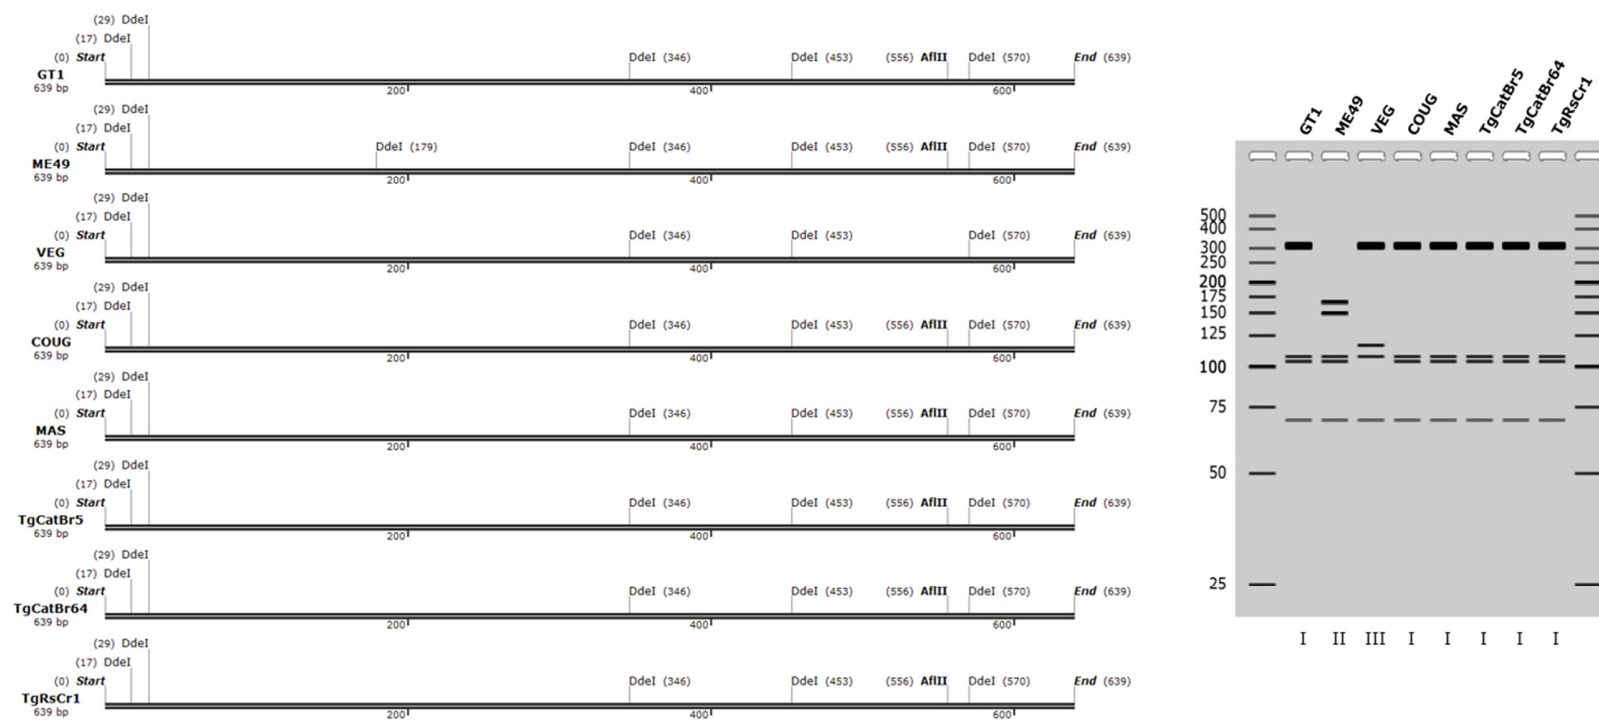 (29) DdeI
(17) DdeI
(0) Start DdeI (346) DdeI (453) (556) AflII DdeI (570) End (639)
GT1
639 bp
200 400 600
(29) DdeI
(17) DdeI
(0) Start DdeI (179) DdeI (346) DdeI (453) (556) AflII DdeI (570) End (639)
ME49
639 bp
200 400 600
(29) DdeI
(17) DdeI
(0) Start DdeI (346) DdeI (453) DdeI (570) End (639)
VEG
639 bp
200 400 600
(29) DdeI
(17) DdeI
(0) Start DdeI (346) DdeI (453) (556) AflII DdeI (570) End (639)
COUG
639 bp
200 400 600
(29) DdeI
(17) DdeI
(0) Start DdeI (346) DdeI (453) (556) AflII DdeI (570) End (639)
MAS
639 bp
200 400 600
(29) DdeI
(17) DdeI
(0) Start DdeI (346) DdeI (453) (556) AflII DdeI (570) End (639)
TgCatBr5
639 bp
200 400 600
(29) DdeI
(17) DdeI
(0) Start DdeI (346) DdeI (453) (556) AflII DdeI (570) End (639)
TgCatBr64
639 bp
200 400 600
(29) DdeI
(17) DdeI
(0) Start DdeI (346) DdeI (453) (556) AflII DdeI (570) End (639)
TgRsCr1
639 bp
200 400 600
GT1 ME49 VEG COUG MAS TgCatBr5 TgCatBr64 TgRsCr1
500
400
300
250
200
175
150
125
100
75
50
25
I II III I I I I I